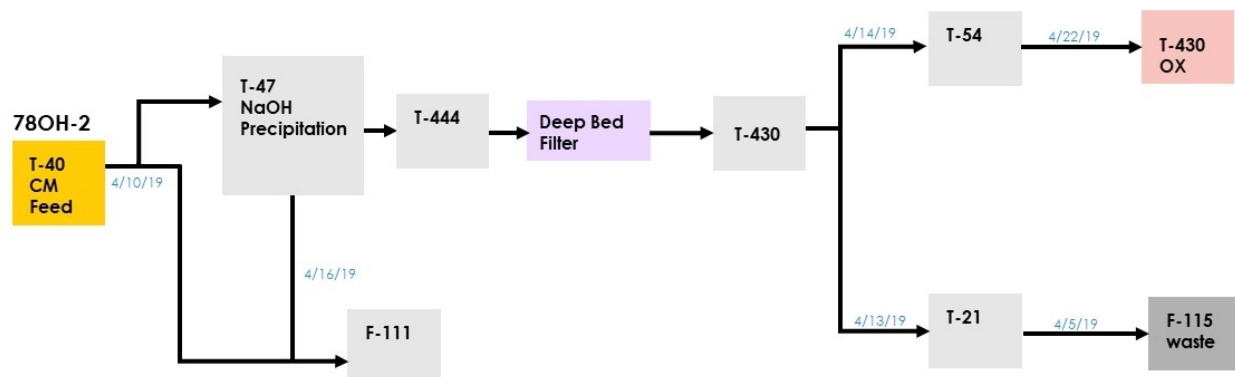 78OH-2
T-40
CM
Feed
4/10/19
T-47
NaOH
Precipitation
4/16/19
F-111
T-444
Deep Bed
Filter
T-430
4/14/19
T-54
4/22/19
T-430
OX
4/13/19
T-21
4/5/19
F-115
waste